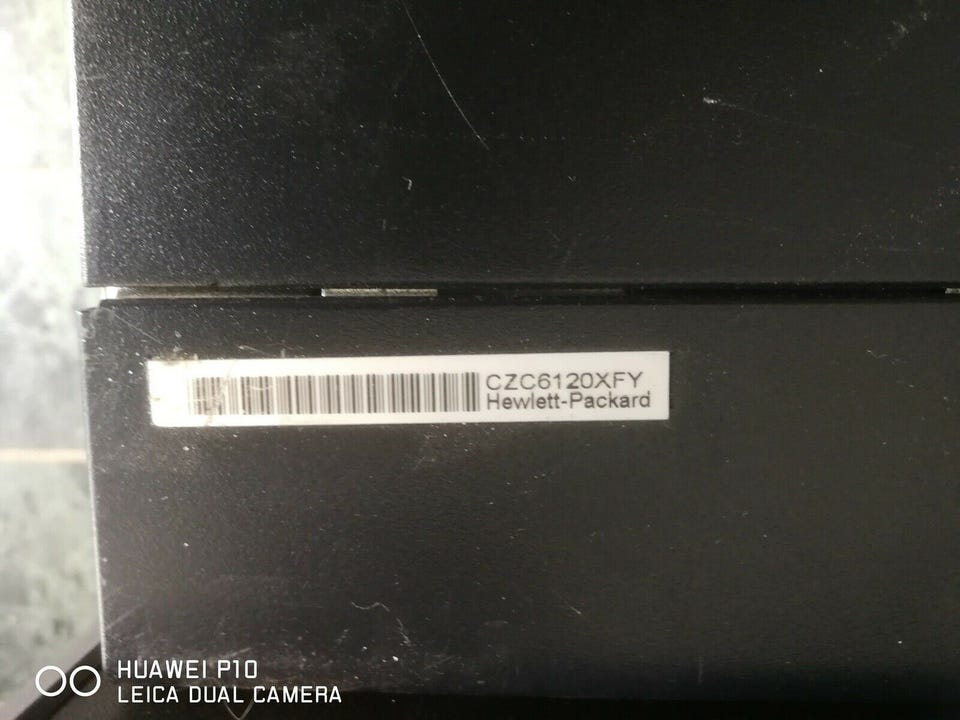 CZC6120XFY
Hewlett-Packard
HUAWEI P10
LEICA DUAL CAMERA